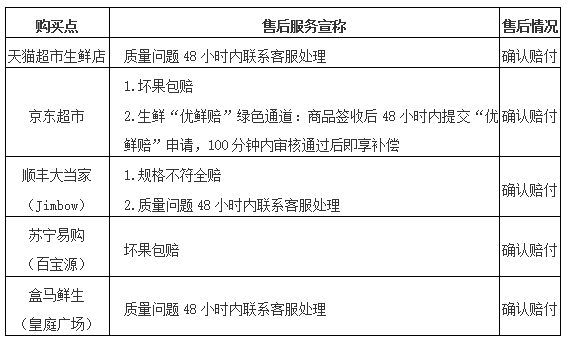 购买点 售后服务宣称 售后情况
天猫超市生鲜店 质量问题 48 小时内联系客服处理 确认赔付
京东超市
1.坏果包赔
2.生鲜“优鲜赔”绿色通道：商品签收后 48 小时内提交“优
鲜赔”申请，100 分钟内审核通过后即享补偿
确认赔付
顺丰大当家
（Jimbow）
1.规格不符全赔
2.质量问题 48 小时内联系客服处理
确认赔付
苏宁易购
（百宝源）
坏果包赔
确认赔付
盒马鲜生
（皇庭广场）
质量问题 48 小时内联系客服处理
确认赔付